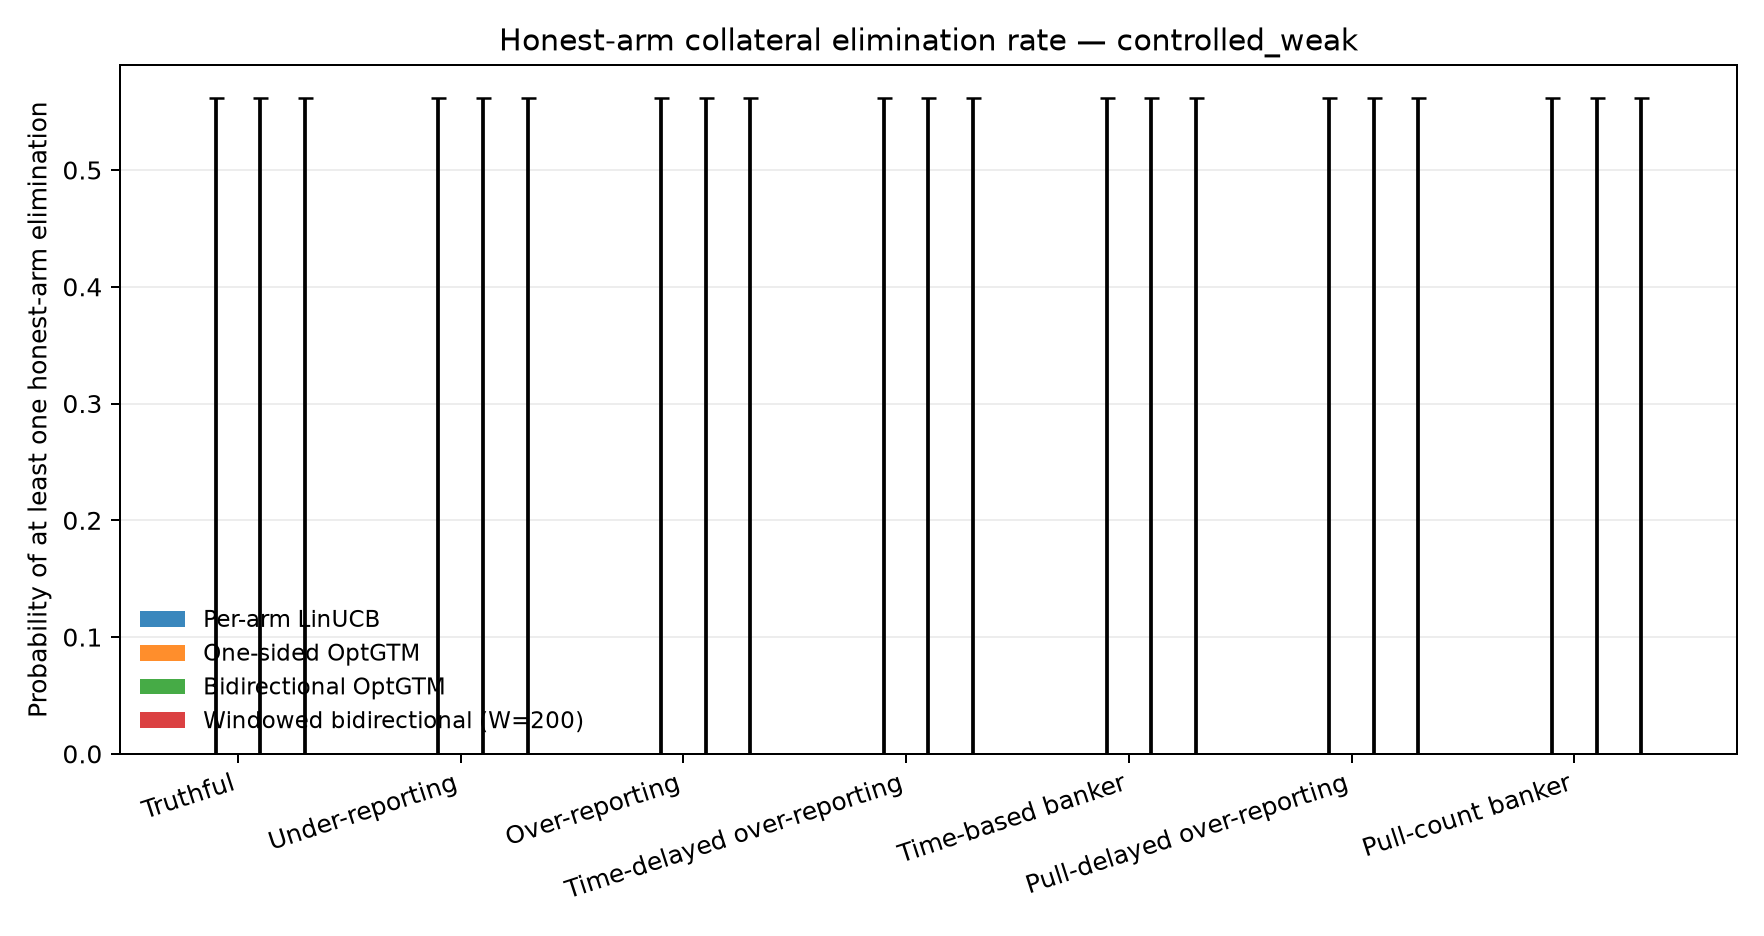 Honest-arm collateral elimination rate — controlled_weak
Probability of at least one honest-arm elimination
0.5
0.4
0.3
0.2
0.1
0.0
Per-arm LinUCB
One-sided OptGTM
Bidirectional OptGTM
Windowed bidirectional (W=200)
Truthful
Under-reporting
Over-reporting
Time-delayed over-reporting
Time-based banker
Pull-delayed over-reporting
Pull-count banker